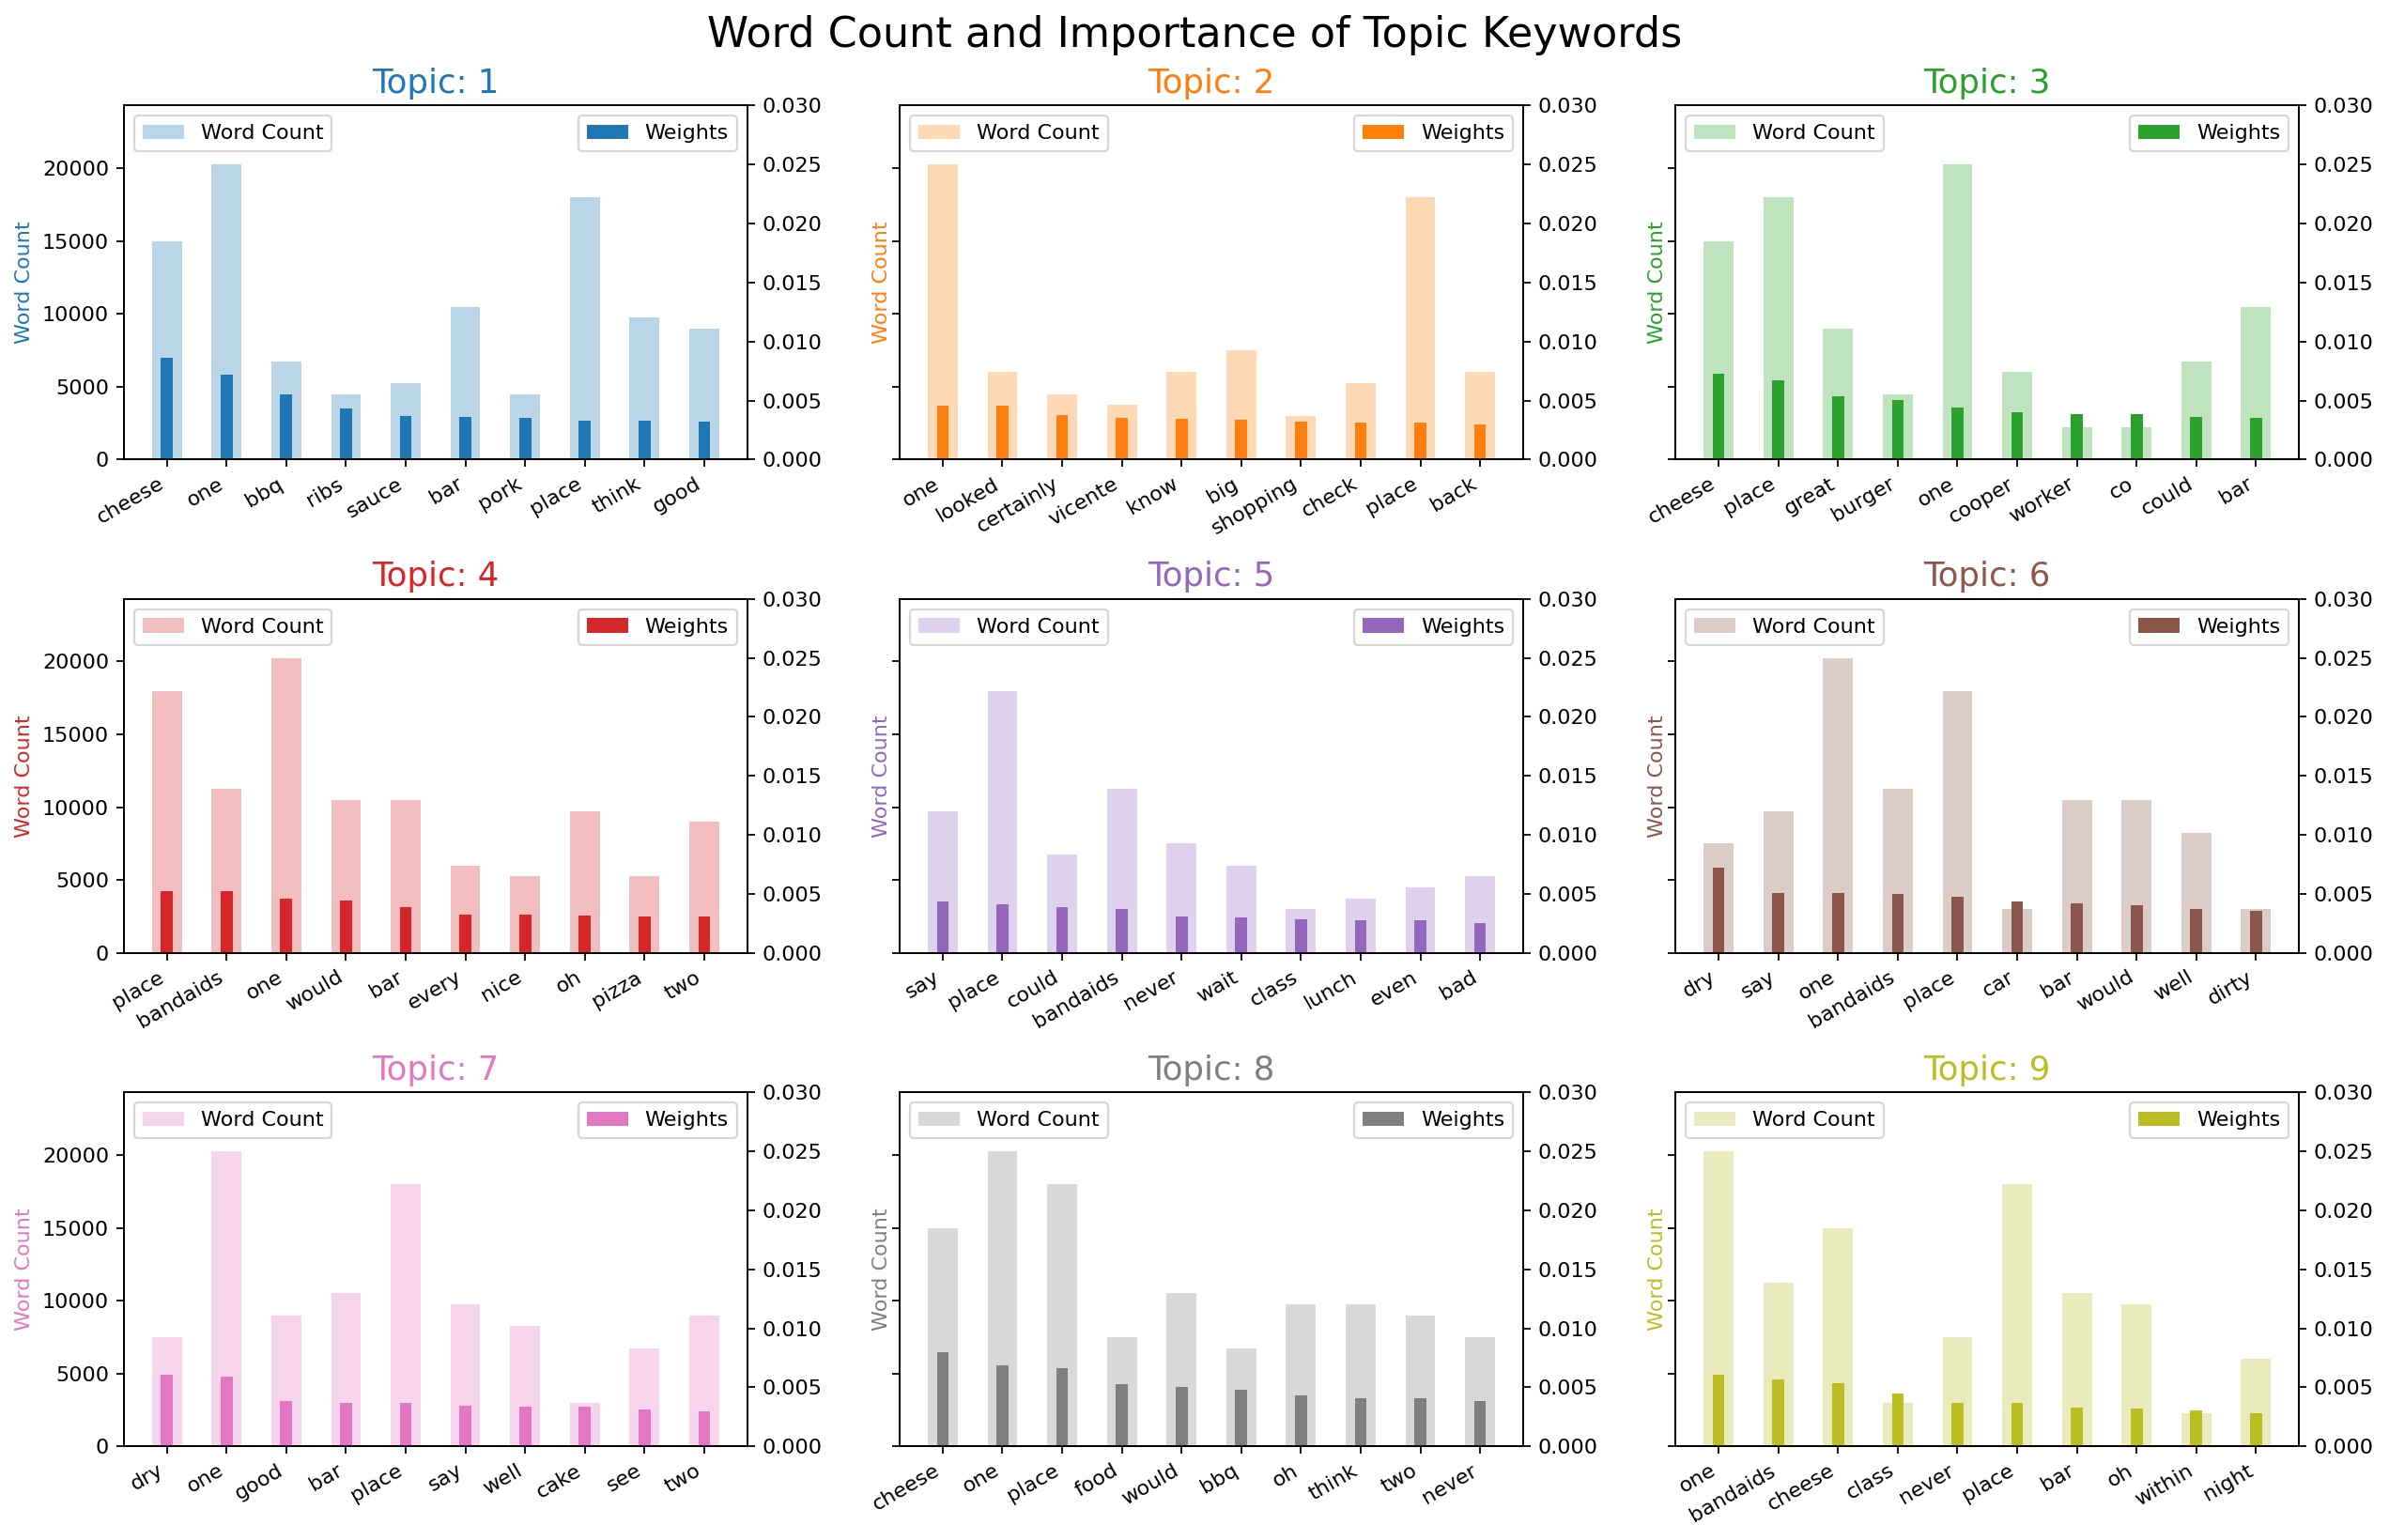 Word Count and Importance of Topic Keywords
Topic: 1
Word Count
Weights
Word Count
20000
15000
10000
5000
0
0.030
0.025
0.020
0.015
0.010
0.005
0.000
cheese one bbq ribs sauce bar pork place think good
Topic: 2
Word Count
Weights
Word Count
0.030
0.025
0.020
0.015
0.010
0.005
0.000
one looked certainly vicente know big shopping check place back
Topic: 3
Word Count
Weights
Word Count
0.030
0.025
0.020
0.015
0.010
0.005
0.000
cheese place great burger one cooper worker co could bar
Topic: 4
Word Count
Weights
Word Count
20000
15000
10000
5000
0
0.030
0.025
0.020
0.015
0.010
0.005
0.000
place bandaids one would bar every nice oh pizza two
Topic: 5
Word Count
Weights
Word Count
0.030
0.025
0.020
0.015
0.010
0.005
0.000
say place could bandaids never wait class lunch even bad
Topic: 6
Word Count
Weights
Word Count
0.030
0.025
0.020
0.015
0.010
0.005
0.000
dry say one bandaids place car bar would well dirty
Topic: 7
Word Count
Weights
Word Count
20000
15000
10000
5000
0
0.030
0.025
0.020
0.015
0.010
0.005
0.000
dry one good bar place say well cake see two
Topic: 8
Word Count
Weights
Word Count
0.030
0.025
0.020
0.015
0.010
0.005
0.000
cheese one place food would bbq oh think two never
Topic: 9
Word Count
Weights
Word Count
0.030
0.025
0.020
0.015
0.010
0.005
0.000
one bandaids cheese class never place bar oh within night